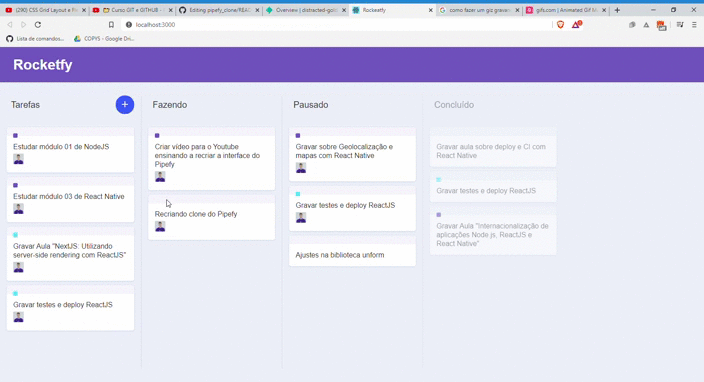 (290) CSS Grid Layout e Fl
Curso GIT e GITHUB -
Editing pipefy_clone/REA
Overview | distracted-gold
Rocketfy
como fazer um gif grava
gifs.com | Animated Gif M
localhost:3000
Lista de comandos...
COPYS - Google Dri...
Rocketfy
Tarefas
+
Fazendo
Pausado
Concluído
Estudar módulo 01 de NodeJS
Estudar módulo 03 de React Native
Gravar Aula "NextJS: Utilizando
server-side rendering com ReactJS"
Gravar testes e deploy ReactJS
Criar vídeo para o Youtube
ensinando a recriar a interface do
Pipefy
Recriando clone do Pipefy
Gravar sobre Geolocalização e
mapas com React Native
Gravar testes e deploy ReactJS
Ajustes na biblioteca unform
Gravar aula sobre deploy e CI com
React Native
Gravar testes e deploy ReactJS
Gravar Aula "Internacionalização de
aplicações Node js, ReactJS e
React Native"